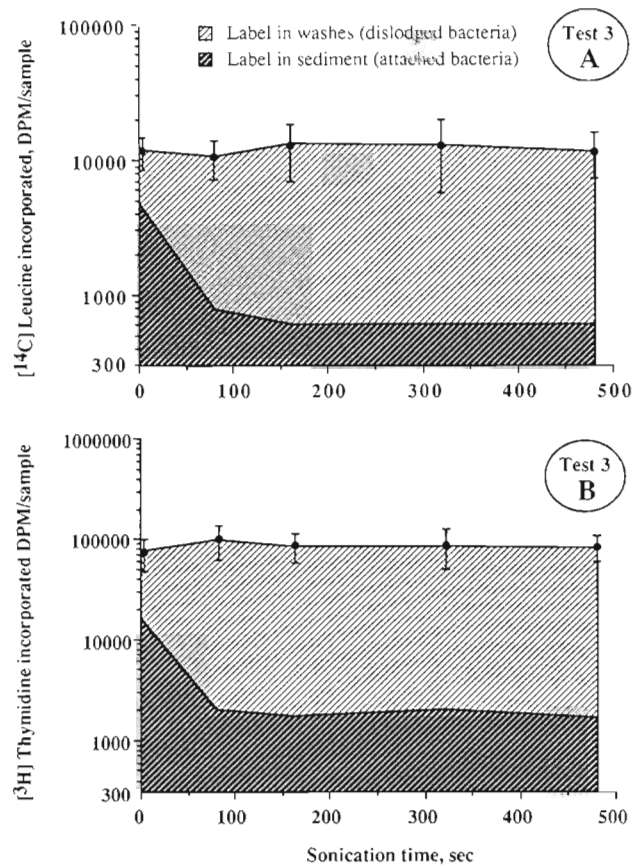 100000
Label in washes (dislodged bacteria)
Label in sediment (attached bacteria)
Test 3
A
[14C] Leucine incorporated, DPM/sample
10000
1000
300
0 100 200 300 400 500
1000000
Test 3
B
[3H] Thymidine incorporated DPM/sample
100000
10000
1000
300
0 100 200 300 400 500
Sonication time, sec